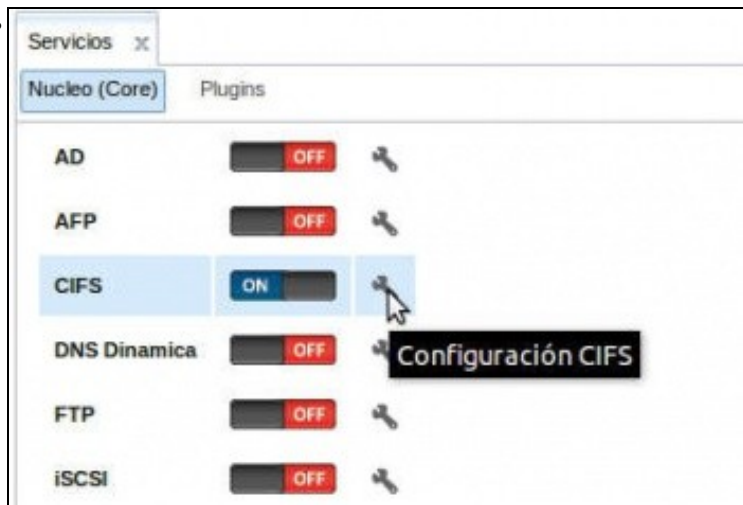 Servicios x
Nucleo (Core) Plugins
AD OFF
AFP OFF
CIFS ON
Configuración CIFS
DNS Dinamica OFF
FTP OFF
iSCSI OFF